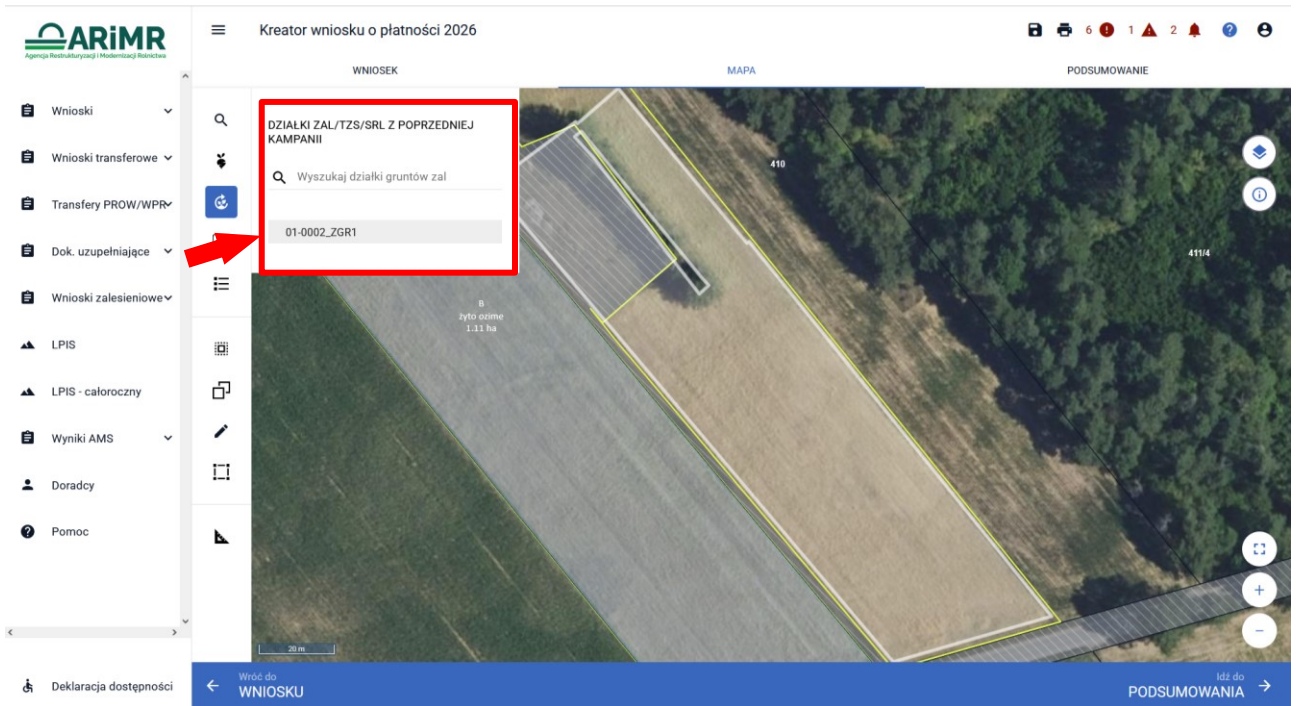 ARiMR
Agencja Restrukturyzacji i Modernizacji Rolnictwa
Kreator wniosku o płatności 2026
6
1
2
WNIOSEK
MAPA
PODSUMOWANIE
Wnioski
Wnioski transferowe
Transfery PROW/WPR
Dok. uzupełniające
Wnioski zalesieniowe
LPIS
LPIS - całoroczny
Wyniki AMS
Doradcy
Pomoc
Deklaracja dostępności
DZIAŁKI ZAL/TZS/SRL Z POPRZEDNIEJ
KAMPANII
Wyszukaj działki gruntów zal
01-0002_ZGR1
410
411/4
B
żyto ozime
1.11 ha
20 m
Wróć do
WNIOSKU
Idź do
PODSUMOWANIA